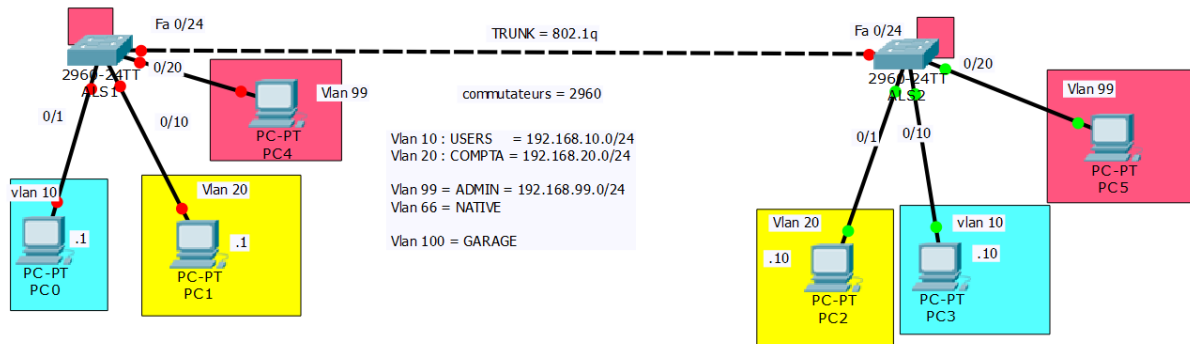 Fa 0/24
TRUNK = 802.1q
Fa 0/24
2960-24TT
ALS1
0/20
Vlan 99
commutateurs = 2960
2960-24TT
ALS2
0/20
Vlan 99
0/1
0/10
PC-PT
PC4
Vlan 10 : USERS = 192.168.10.0/24
Vlan 20 : COMPTA = 192.168.20.0/24
Vlan 99 = ADMIN = 192.168.99.0/24
Vlan 66 = NATIVE
Vlan 100 = GARAGE
0/1
0/10
PC-PT
PC5
vlan 10
.1
PC-PT
PC0
Vlan 20
.1
PC-PT
PC1
Vlan 20
.10
PC-PT
PC2
vlan 10
.10
PC-PT
PC3